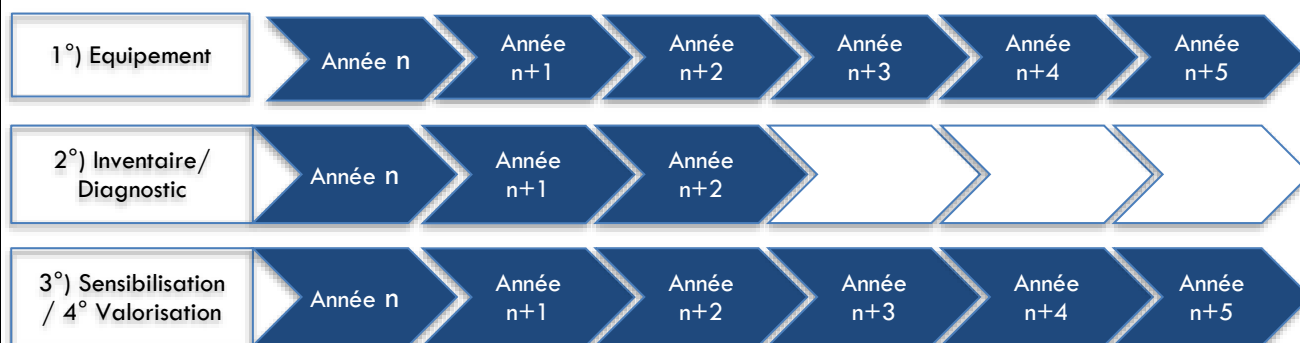 1°) Equipement
Année n
Année
n+1
Année
n+2
Année
n+3
Année
n+4
Année
n+5
2°) Inventaire/
Diagnostic
Année n
Année
n+1
Année
n+2
3°) Sensibilisation
/ 4° Valorisation
Année n
Année
n+1
Année
n+2
Année
n+3
Année
n+4
Année
n+5